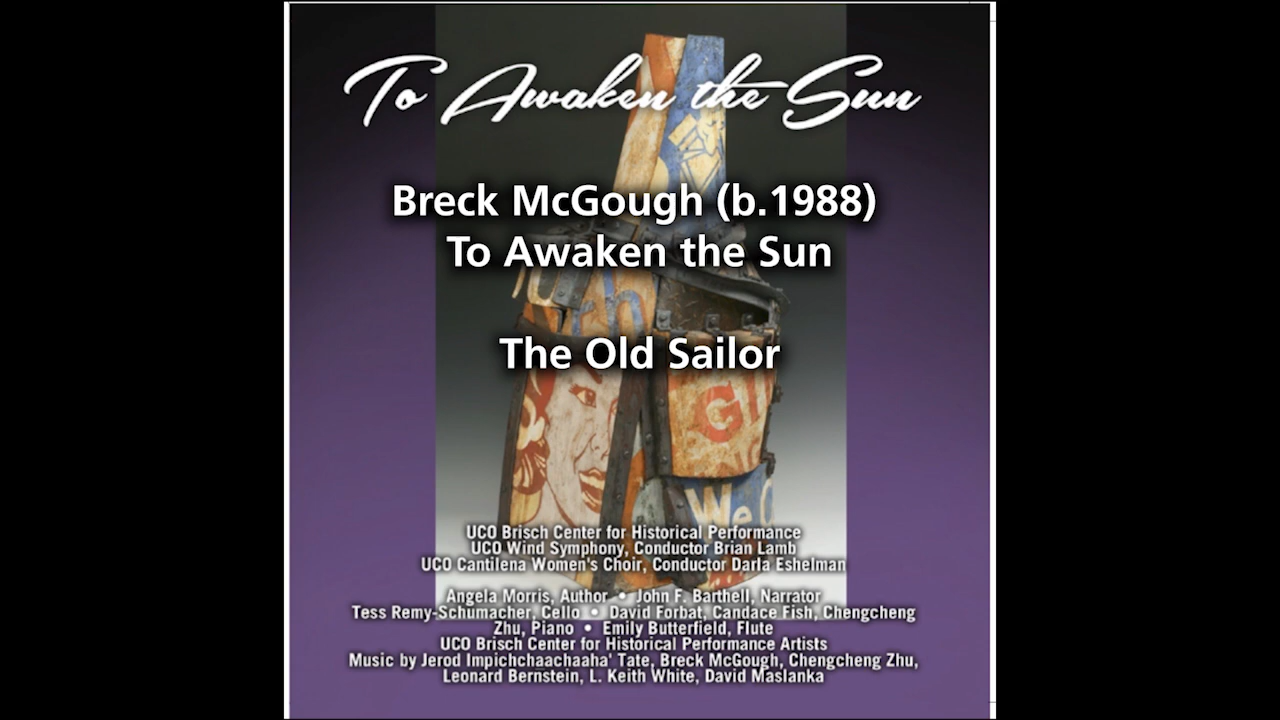 To Awaken the Sun
Breck McGough (b.1988)
To Awaken the Sun
The Old Sailor
GI
We
UCO Brisch Center for Historical Performance
UCO Wind Symphony, Conductor Brian Lamb
UCO Cantilena Women's Choir, Conductor Darla Eshelman
Angela Morris, Author • John F. Barthell, Narrator
Tess Remy-Schumacher, Cello • David Forbat, Candace Fish, Chengcheng
Zhu, Piano • Emily Butterfield, Flute
UCO Brisch Center for Historical Performance Artists
Music by Jerod Impichchaachaaha' Tate, Breck McGough, Chengcheng Zhu,
Leonard Bernstein, L. Keith White, David Maslanka